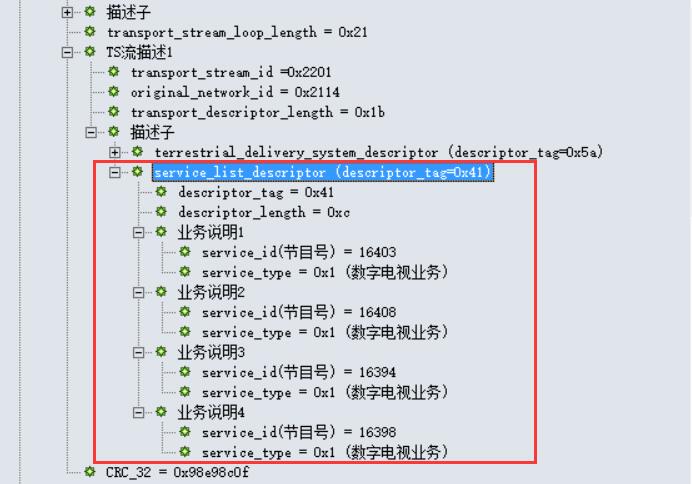 描述子
transport_stream_loop_length = 0x21
TS流描述1
transport_stream_id =0x2201
original_network_id = 0x2114
transport_descriptor_length = 0x1b
描述子
terrestrial_delivery_system_descriptor (descriptor_tag=0x5a)
service_list_descriptor (descriptor_tag=0x41)
descriptor_tag = 0x41
descriptor_length = 0xc
业务说明1
service_id(节目号) = 16403
service_type = 0x1 (数字电视业务)
业务说明2
service_id(节目号) = 16408
service_type = 0x1 (数字电视业务)
业务说明3
service_id(节目号) = 16394
service_type = 0x1 (数字电视业务)
业务说明4
service_id(节目号) = 16398
service_type = 0x1 (数字电视业务)
CRC_32 = 0x98e98c0f